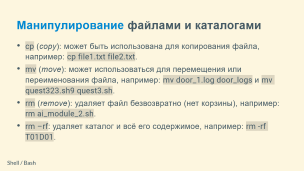 Манипулирование файлами и каталогами
• cp (copy): может быть использована для копирования файла,
например: cp file1.txt file2.txt.
• mv (move): может использоваться для перемещения или
переименования файла, например: mv door_1.log door_logs и mv
quest323.sh9 quest3.sh.
• rm (remove): удаляет файл безвозвратно (нет корзины), например:
rm ai_module_2.sh.
• rm –rf: удаляет каталог и всё его содержимое, например: rm -rf
T01D01.
Shell / Bash